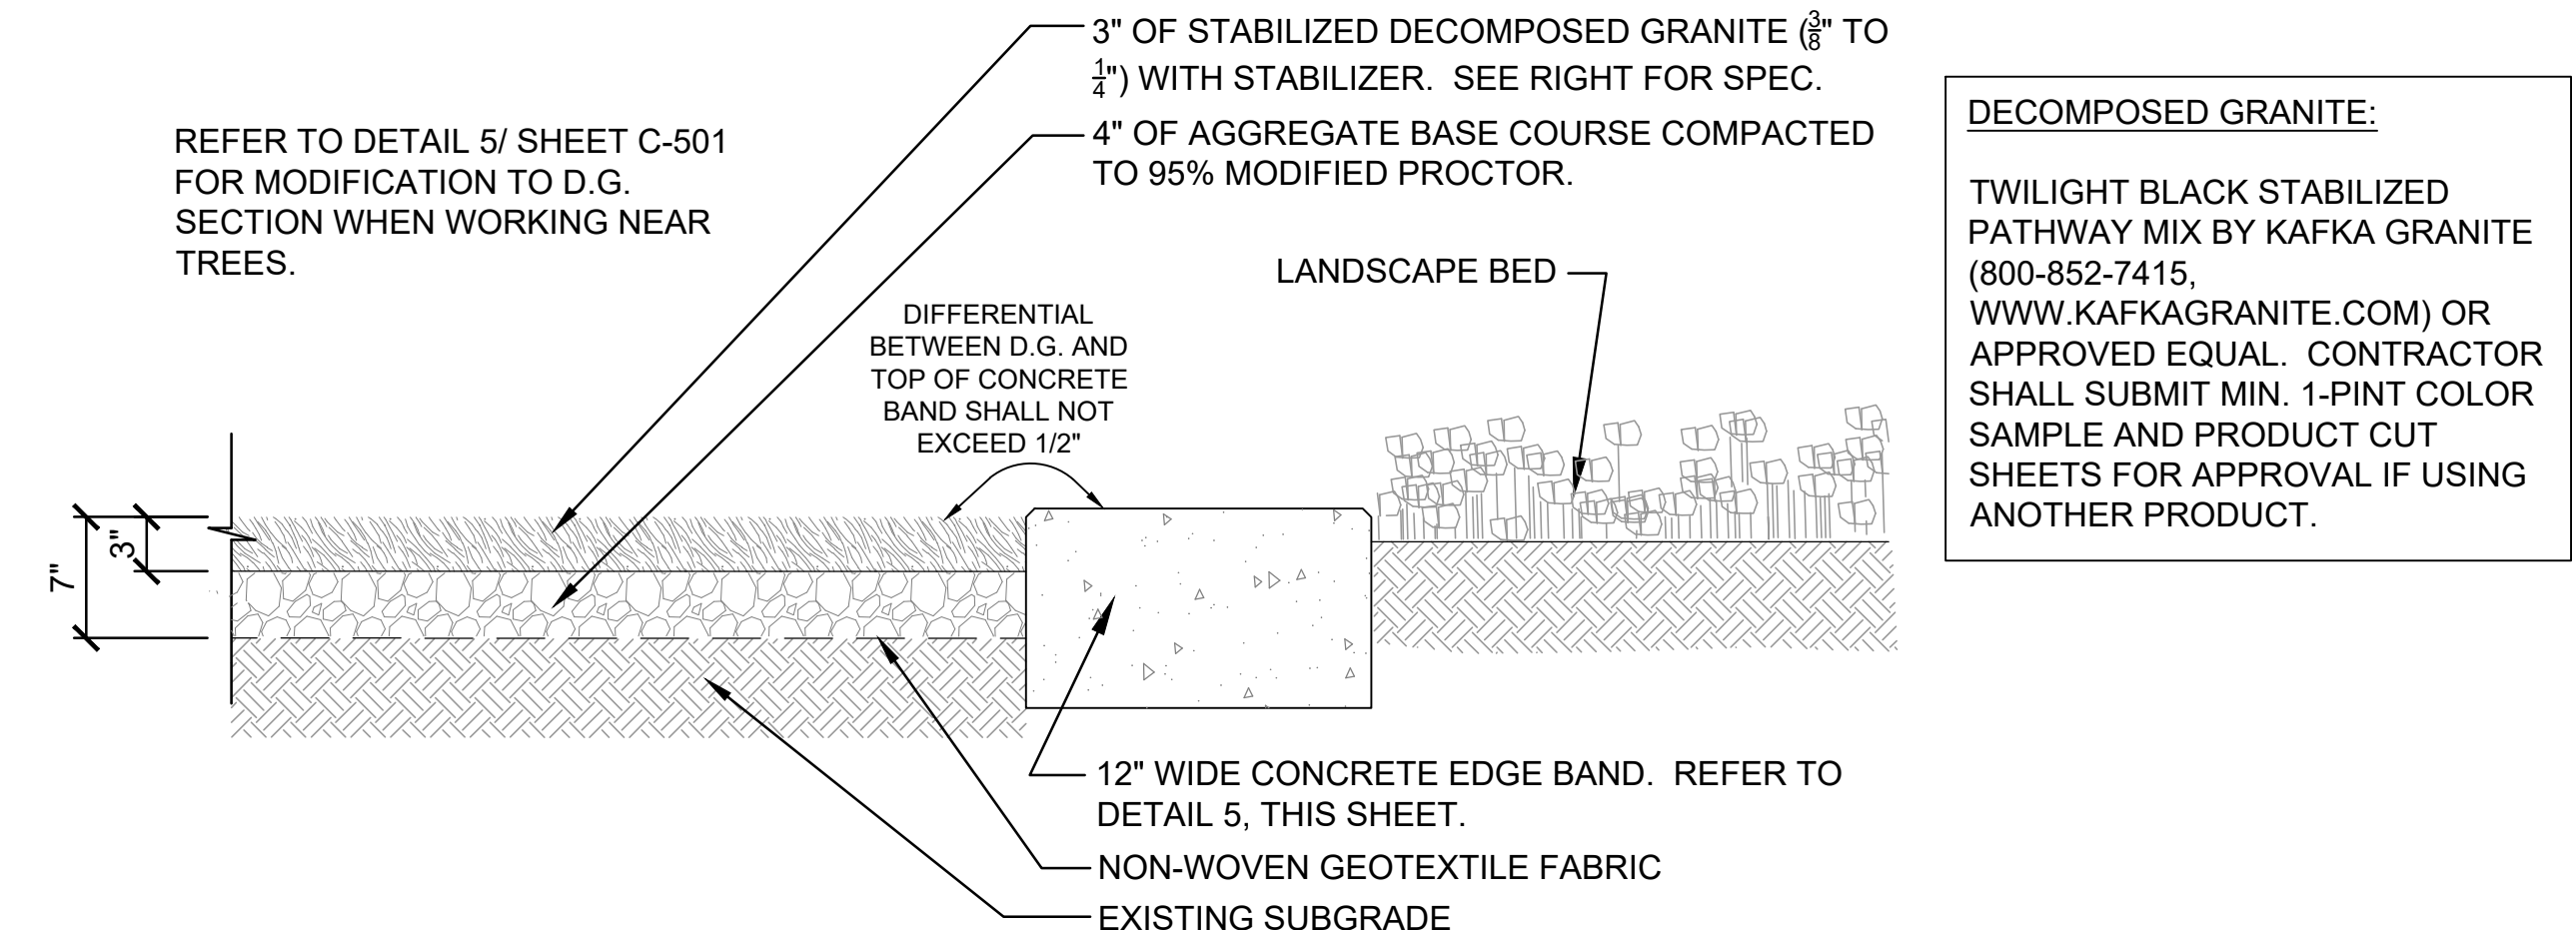 3" OF STABILIZED DECOMPOSED GRANITE (3/8" TO
1/4") WITH STABILIZER. SEE RIGHT FOR SPEC.
4" OF AGGREGATE BASE COURSE COMPACTED
TO 95% MODIFIED PROCTOR.
REFER TO DETAIL 5/ SHEET C-501
FOR MODIFICATION TO D.G.
SECTION WHEN WORKING NEAR
TREES.
LANDSCAPE BED
DIFFERENTIAL
BETWEEN D.G. AND
TOP OF CONCRETE
BAND SHALL NOT
EXCEED 1/2"
7"
3"
12" WIDE CONCRETE EDGE BAND. REFER TO
DETAIL 5, THIS SHEET.
NON-WOVEN GEOTEXTILE FABRIC
EXISTING SUBGRADE
DECOMPOSED GRANITE:
TWILIGHT BLACK STABILIZED
PATHWAY MIX BY KAFKA GRANITE
(800-852-7415,
WWW.KAFKAGRANITE.COM) OR
APPROVED EQUAL. CONTRACTOR
SHALL SUBMIT MIN. 1-PINT COLOR
SAMPLE AND PRODUCT CUT
SHEETS FOR APPROVAL IF USING
ANOTHER PRODUCT.